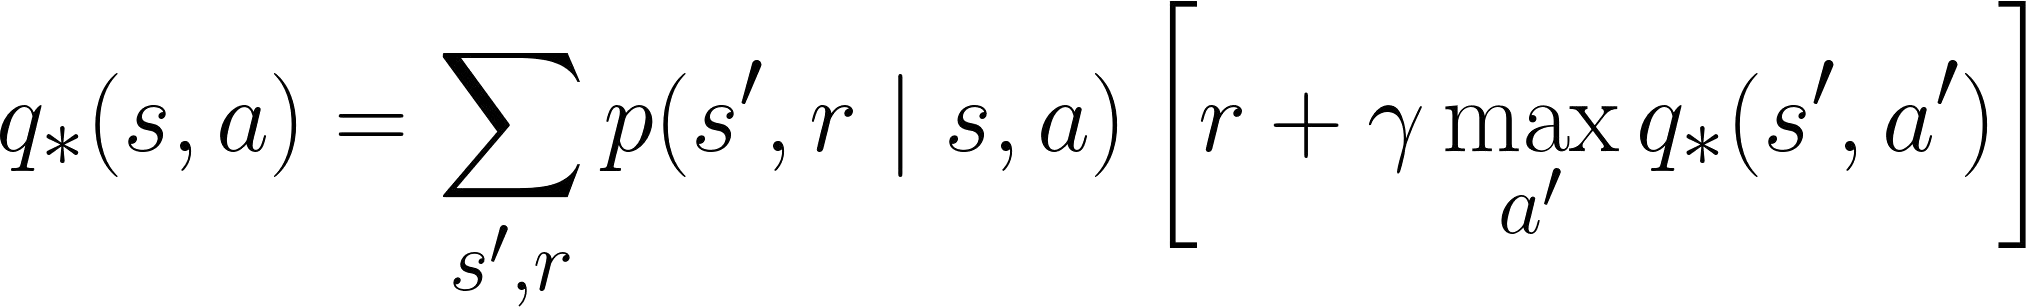 q_*(s, a) = \sum_{s', r} p(s', r \mid s, a) \left[ r + \gamma \max_{a'} q_*(s', a') \right]